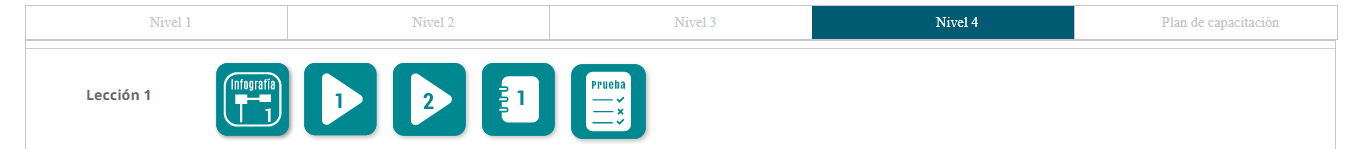 Nivel 1
Nivel 2
Nivel 3
Nivel 4
Plan de capacitación
Lección 1
Infografía
1
1
2
1
Prueba